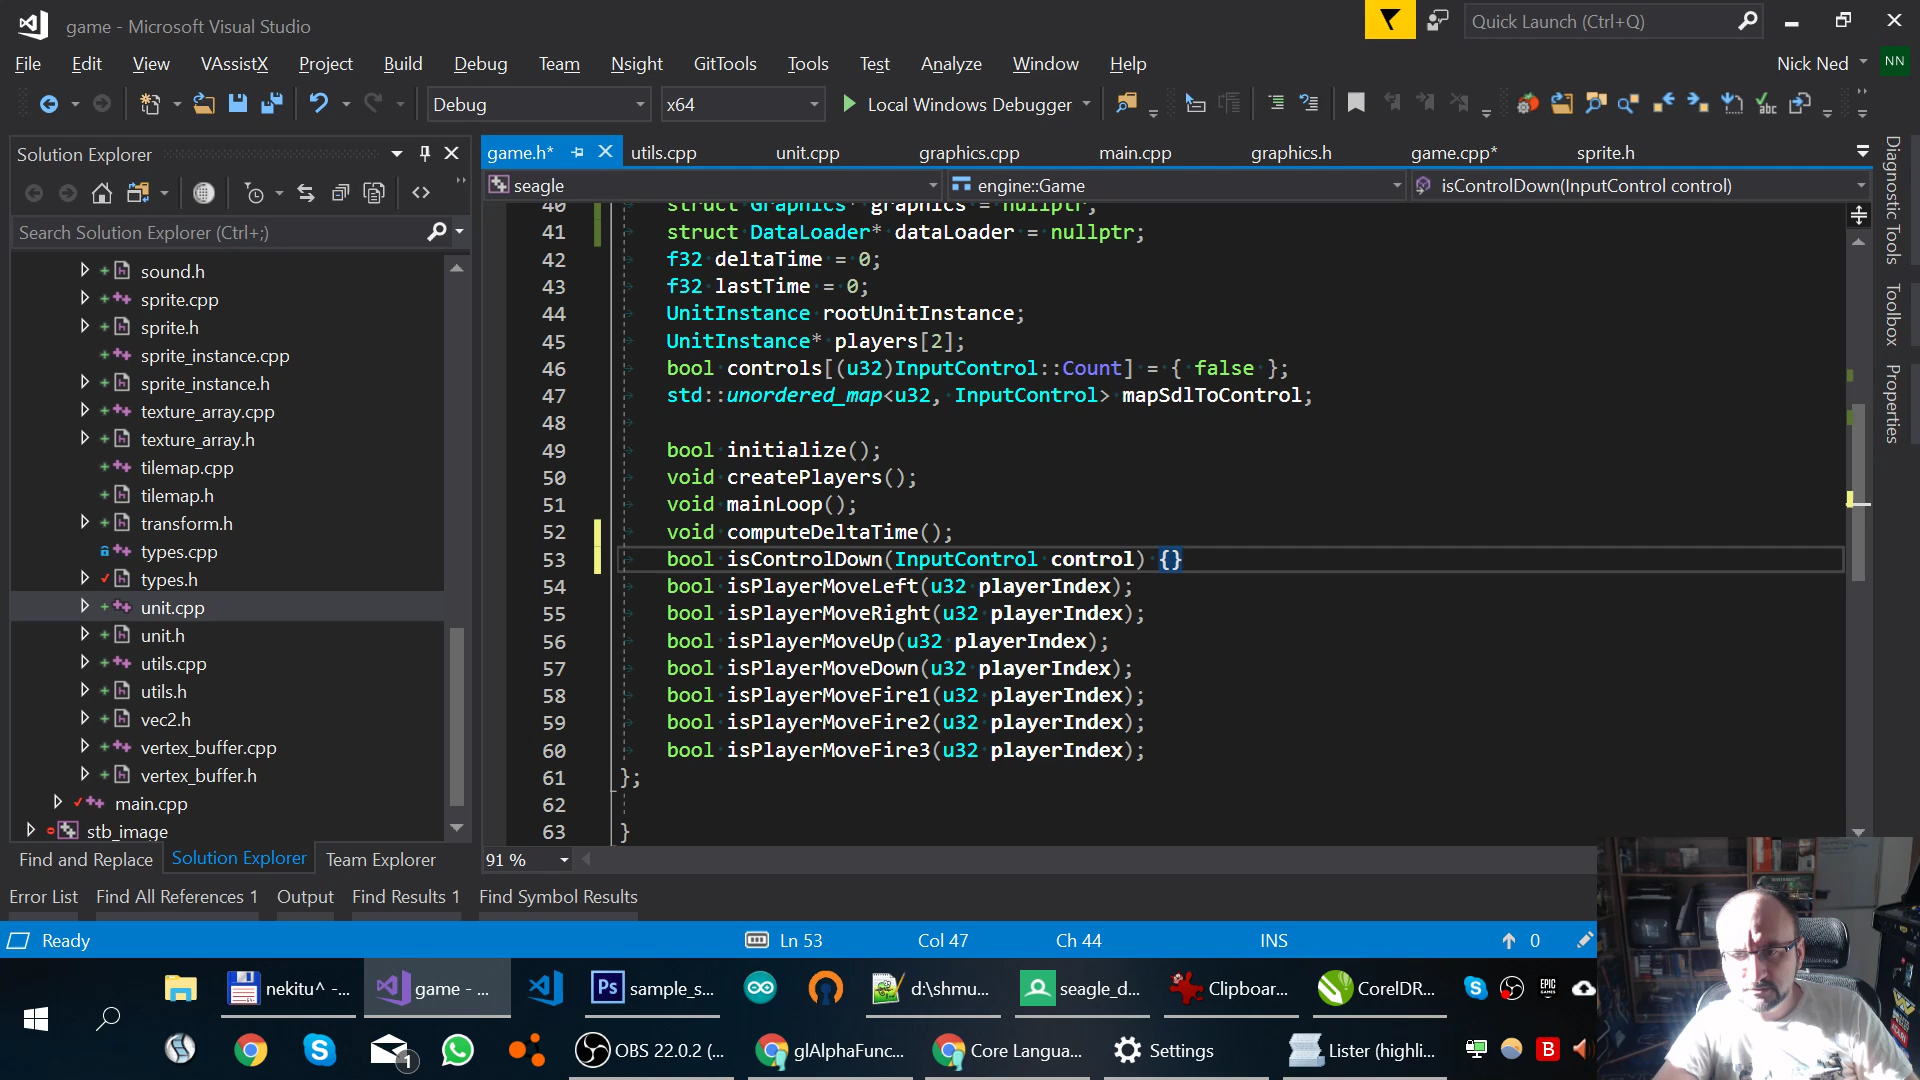 game - Microsoft Visual Studio
Quick Launch (Ctrl+Q)
File Edit View VAssistX Project Build Debug Team Nsight GitTools Tools Test Analyze Window Help
Nick Ned NN
Debug x64 Local Windows Debugger
Solution Explorer
game.h* utils.cpp unit.cpp graphics.cpp main.cpp graphics.h game.cpp* sprite.h
seagle engine::Game isControlDown(InputControl control)
Search Solution Explorer (Ctrl+;)
sound.h
sprite.cpp
sprite.h
sprite_instance.cpp
sprite_instance.h
texture_array.cpp
texture_array.h
tilemap.cpp
tilemap.h
transform.h
types.cpp
types.h
unit.cpp
unit.h
utils.cpp
utils.h
vec2.h
vertex_buffer.cpp
vertex_buffer.h
main.cpp
stb_image
40 struct Graphics* graphics = nullptr;
41 struct DataLoader* dataLoader = nullptr;
42 f32 deltaTime = 0;
43 f32 lastTime = 0;
44 UnitInstance rootUnitInstance;
45 UnitInstance* players[2];
46 bool controls[(u32)InputControl::Count] = { false };
47 std::unordered_map<u32, InputControl> mapSdlToControl;
48
49 bool initialize();
50 void createPlayers();
51 void mainLoop();
52 void computeDeltaTime();
53 bool isControlDown(InputControl control) {}
54 bool isPlayerMoveLeft(u32 playerIndex);
55 bool isPlayerMoveRight(u32 playerIndex);
56 bool isPlayerMoveUp(u32 playerIndex);
57 bool isPlayerMoveDown(u32 playerIndex);
58 bool isPlayerMoveFire1(u32 playerIndex);
59 bool isPlayerMoveFire2(u32 playerIndex);
60 bool isPlayerMoveFire3(u32 playerIndex);
61 };
62
63 }
Diagnostic Tools
Toolbox
Properties
91 %
Find and Replace Solution Explorer Team Explorer
Error List Find All References 1 Output Find Results 1 Find Symbol Results
Ready Ln 53 Col 47 Ch 44 INS 0
nekitu^ -... game - ... Ps sample_s... d:\shmu... seagle_d... Clipboar... CorelDR... EPIC GAMES
1 OBS 22.0.2 (... glAlphaFunc... Core Langua... Settings Lister (highli... B